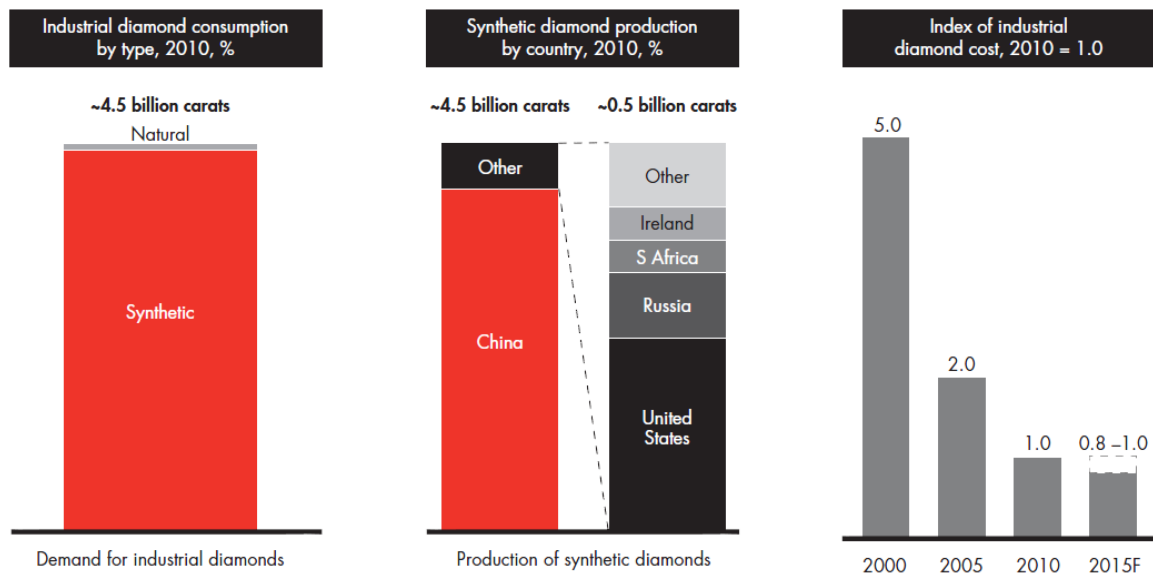 Industrial diamond consumption
by type, 2010, %
~4.5 billion carats
Natural
Synthetic
Demand for industrial diamonds
Synthetic diamond production
by country, 2010, %
~4.5 billion carats
~0.5 billion carats
Other
China
Other
Ireland
S Africa
Russia
United
States
Production of synthetic diamonds
Index of industrial
diamond cost, 2010 = 1.0
5.0
2.0
1.0
0.8 –1.0
2000
2005
2010
2015F